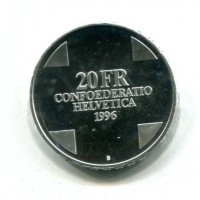 20 FR
CONFOEDERATIO
HELVETICA
1996
B